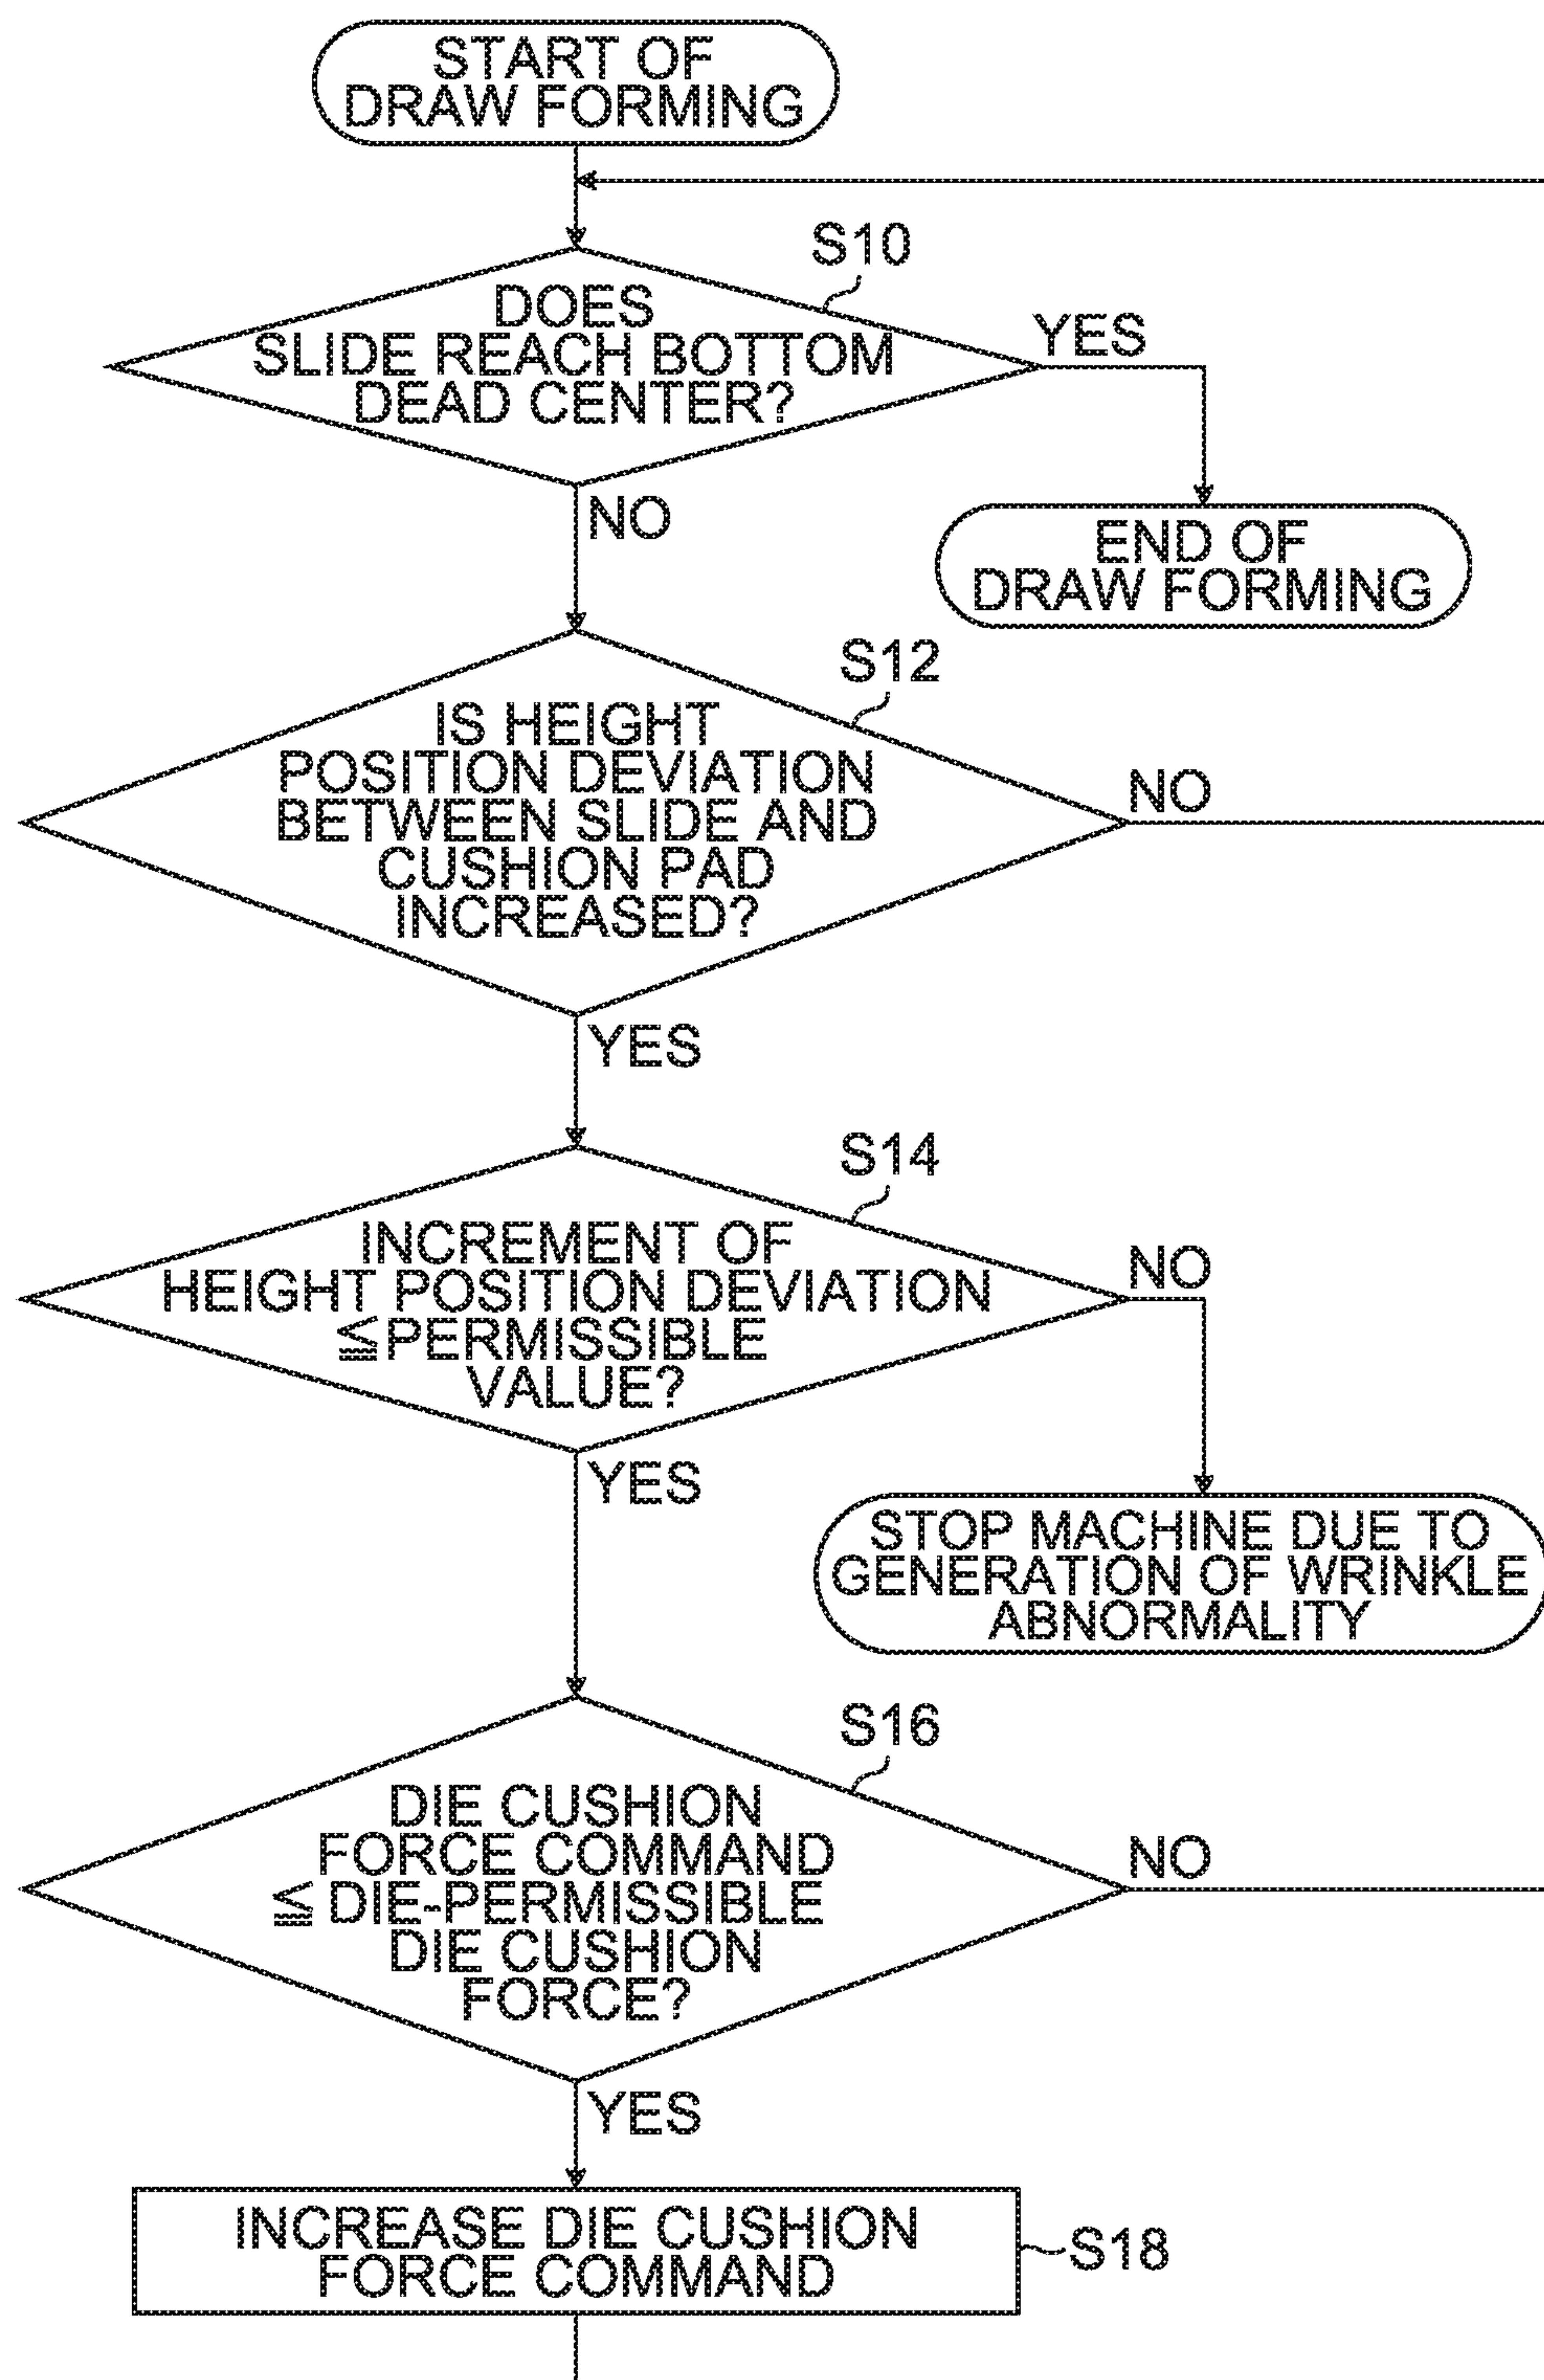 START OF
DRAW FORMING
S10
DOES
SLIDE REACH BOTTOM
DEAD CENTER?
YES
NO
END OF
DRAW FORMING
S12
IS HEIGHT
POSITION DEVIATION
BETWEEN SLIDE AND
CUSHION PAD
INCREASED?
NO
YES
S14
INCREMENT OF
HEIGHT POSITION DEVIATION
≦PERMISSIBLE
VALUE?
NO
YES
STOP MACHINE DUE TO
GENERATION OF WRINKLE
ABNORMALITY
S16
DIE CUSHION
FORCE COMMAND
≦ DIE-PERMISSIBLE
DIE CUSHION
FORCE?
NO
YES
INCREASE DIE CUSHION
FORCE COMMAND
S18